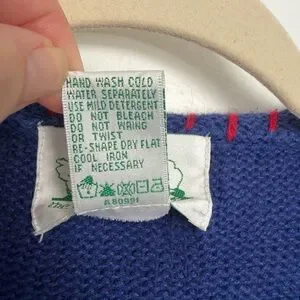 HAND WASH COLD
WATER SEPARATELY
USE MILD DETERGENT
DO NOT BLEACH
DO NOT WRING
OR TWIST
RE-SHAPE DRY FLAT
COOL IRON
IF NECESSARY
The